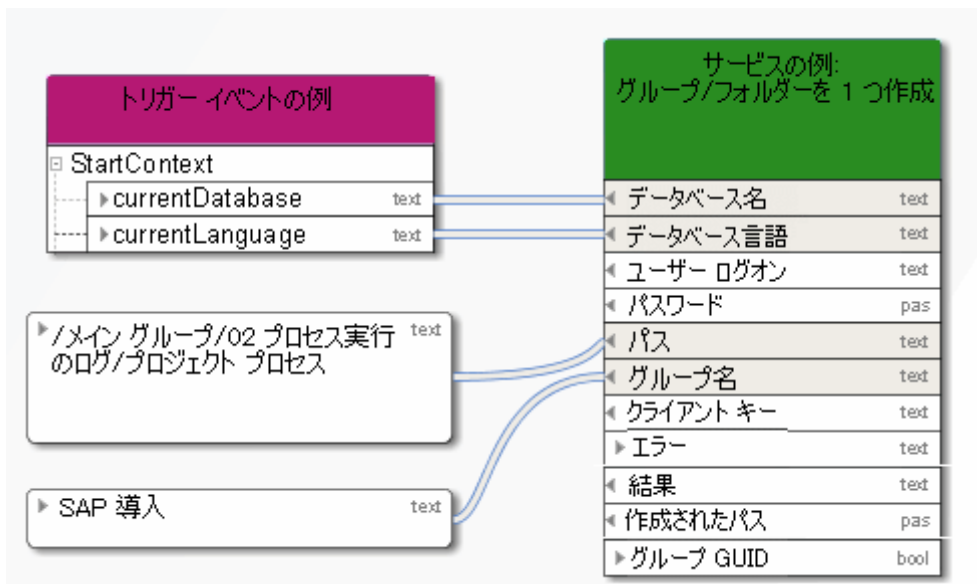 トリガー イベントの例
StartContext
currentDatabase text
currentLanguage text
/メイン グループ/02 プロセス実行 text
のログ/プロジェクト プロセス
SAP 導入 text
サービスの例:
グループ/フォルダーを 1 つ作成
データベース名 text
データベース言語 text
ユーザー ログオン text
パスワード pas
パス text
グループ名 text
クライアント キー text
エラー text
結果 text
作成されたパス pas
グループ GUID bool